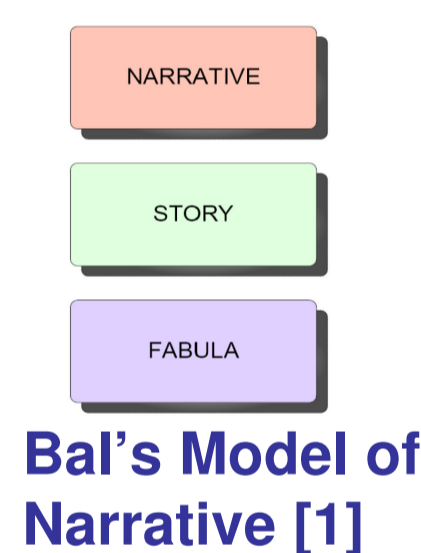 NARRATIVE
STORY
FABULA
Bal’s Model of
Narrative [1]